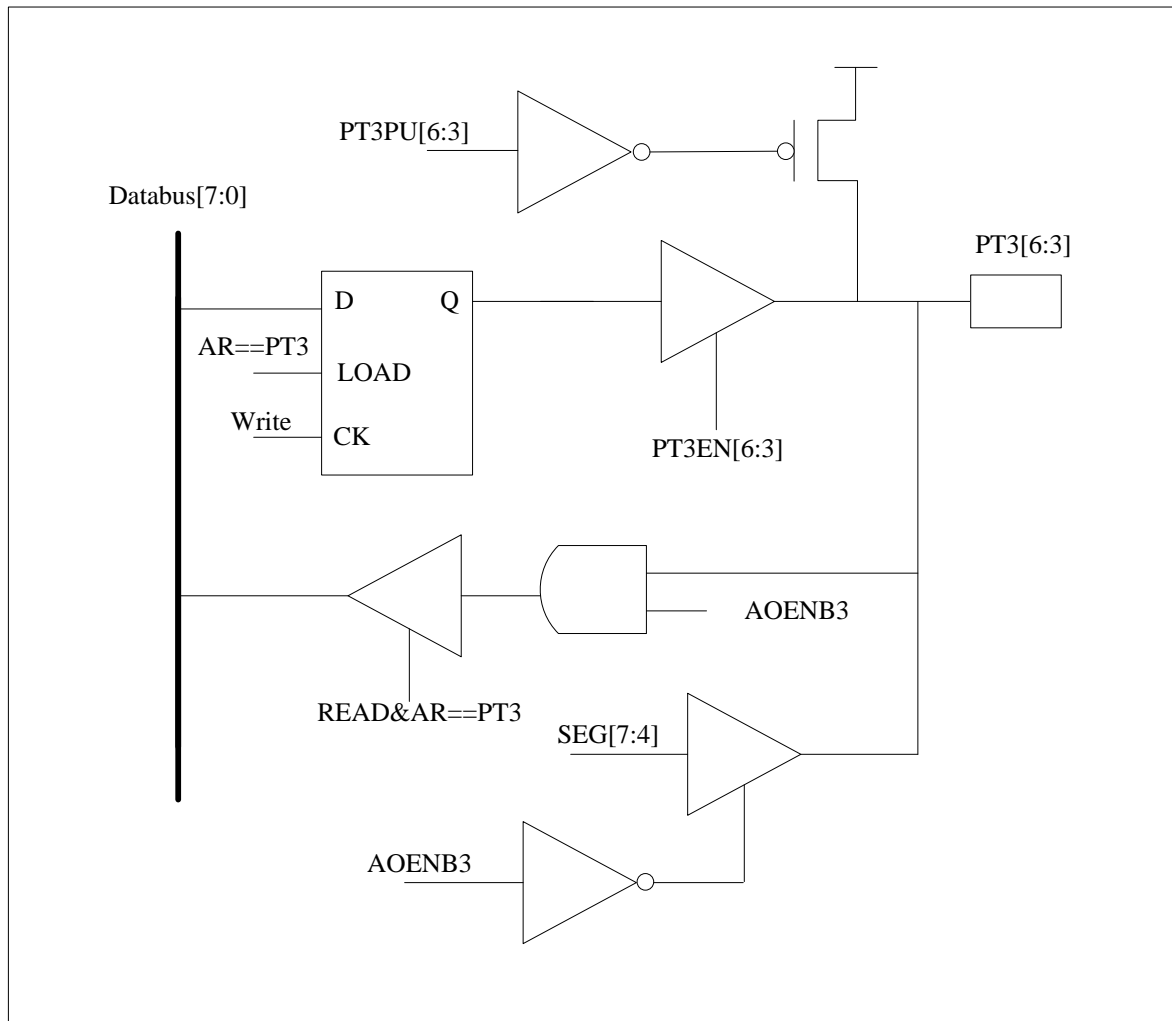 PT3PU[6:3]
Databus[7:0]
PT3[6:3]
D
Q
AR==PT3
LOAD
Write
CK
PT3EN[6:3]
AOENB3
READ&AR==PT3
SEG[7:4]
AOENB3